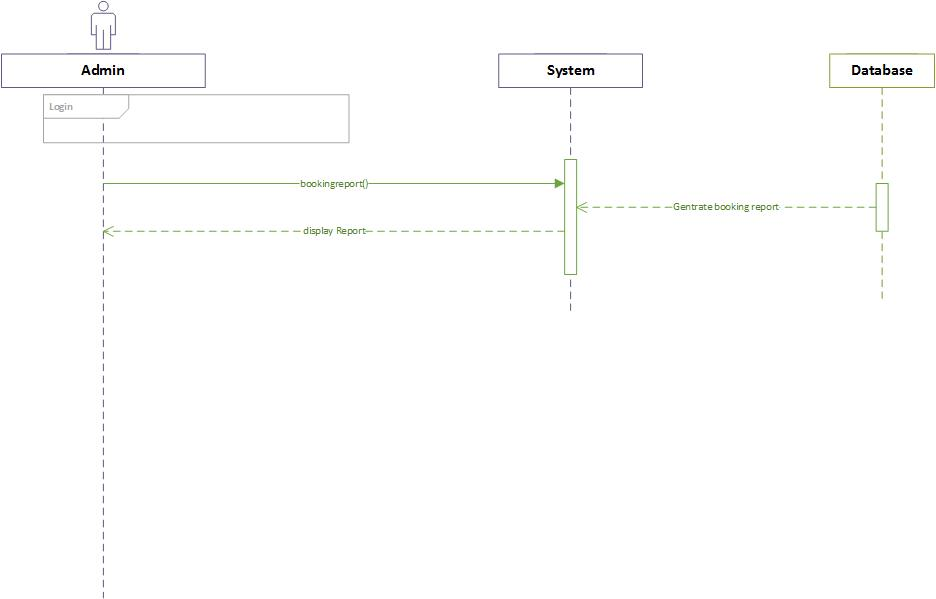 Admin
System
Database
Login
bookingreport()
Gentrate booking report
display Report